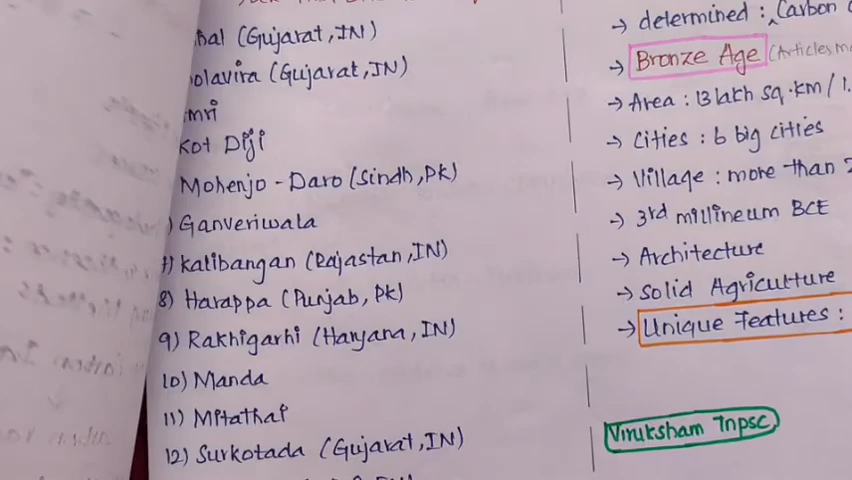 (Gujarat, IN)
(Gujarat, IN)
Kot Diji
Mohenjo-Daro (Sindh, PK)
) Ganveriwala
7) Kalibangan (Rajastan, IN)
8) Harappa (Punjab, PK)
9) Rakhigarhi (Haryana, IN)
10) Manda
11) Mitathal
12) Surkotada (Gujarat, IN)
→ determined : Carbon
→ Bronze Age (Articles
→ Area : 13 lakh sq.km / 1.
→ Cities : 6 big cities
→ Village : more than 2
→ 3rd millineum BCE
→ Architecture
→ Solid Agriculture
→ Unique Features :
Viruksham Tnpsc